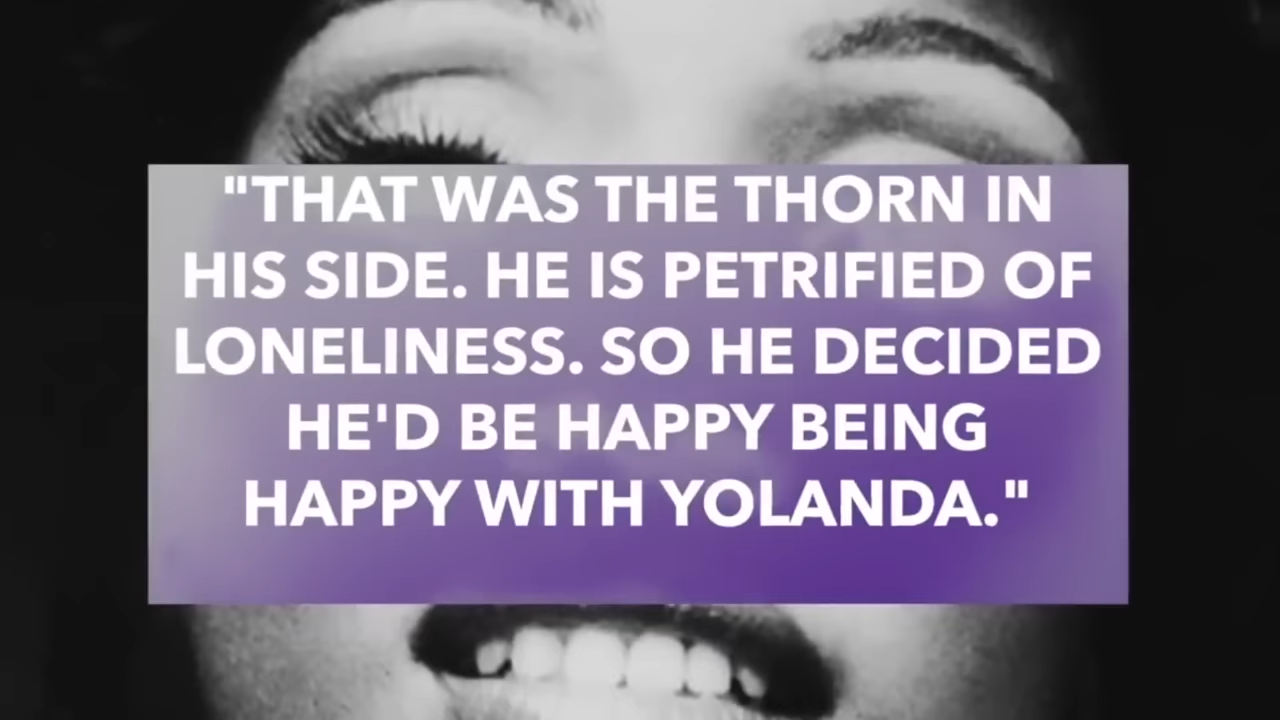 "THAT WAS THE THORN IN
HIS SIDE. HE IS PETRIFIED OF
LONELINESS. SO HE DECIDED
HE'D BE HAPPY BEING
HAPPY WITH YOLANDA."